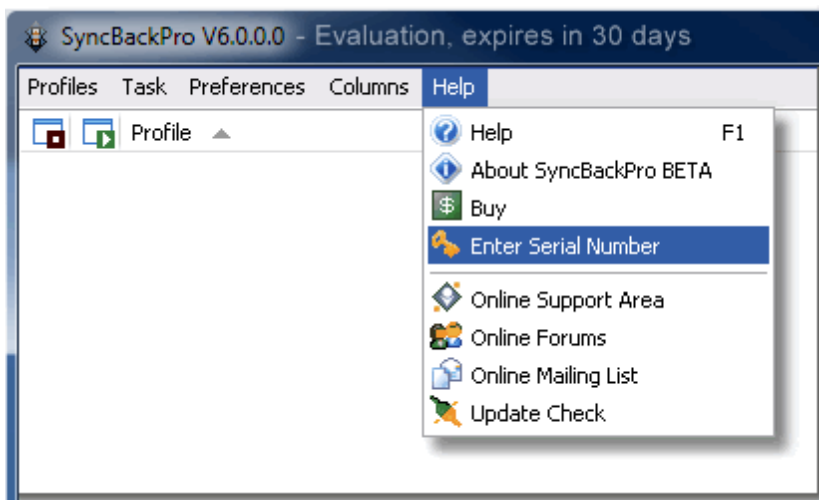 SyncBackPro V6.0.0.0 - Evaluation, expires in 30 days
Profiles Task Preferences Columns Help
Profile
Help F1
About SyncBackPro BETA
Buy
Enter Serial Number
Online Support Area
Online Forums
Online Mailing List
Update Check